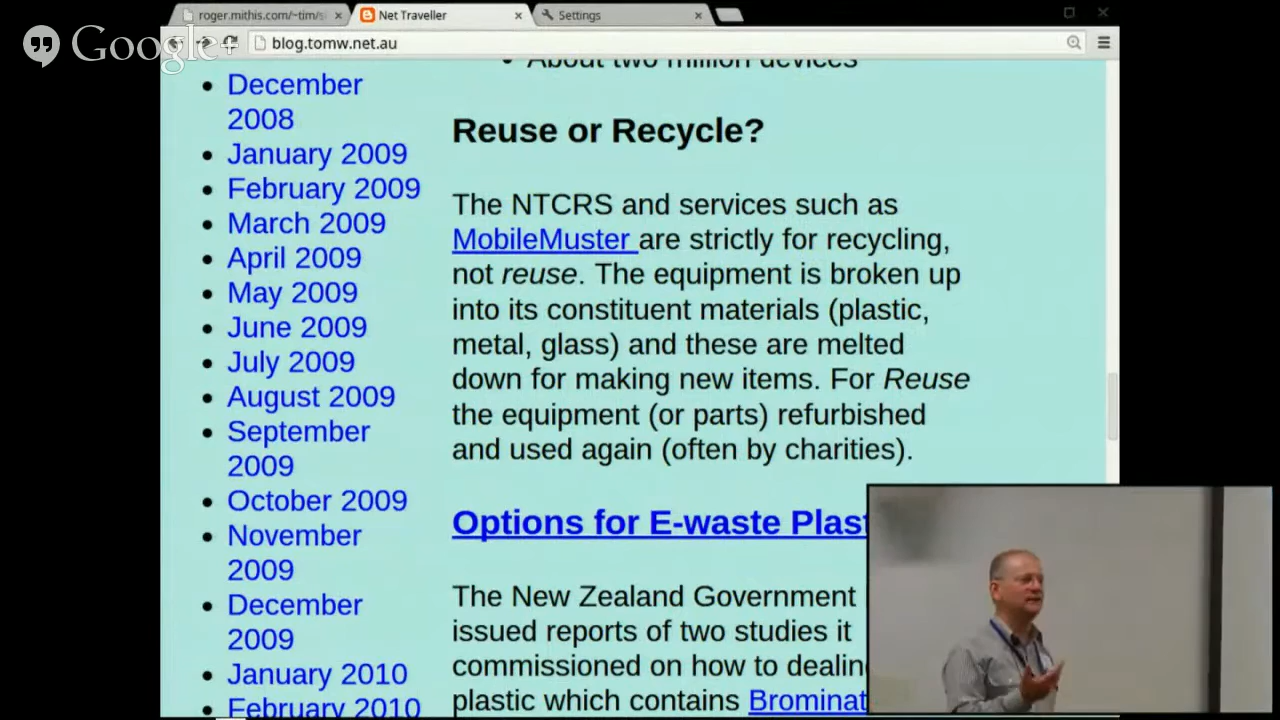 roger.mithis.com/~tim/s
Net Traveller
Settings
Google+
blog.tomw.net.au
December
2008
January 2009
February 2009
March 2009
April 2009
May 2009
June 2009
July 2009
August 2009
September
2009
October 2009
November
2009
December
2009
January 2010
February 2010
About two million devices
Reuse or Recycle?
The NTCRS and services such as
MobileMuster are strictly for recycling,
not reuse. The equipment is broken up
into its constituent materials (plastic,
metal, glass) and these are melted
down for making new items. For Reuse
the equipment (or parts) refurbished
and used again (often by charities).
Options for E-waste Plast
The New Zealand Government
issued reports of two studies it
commissioned on how to dealing
plastic which contains Brominat